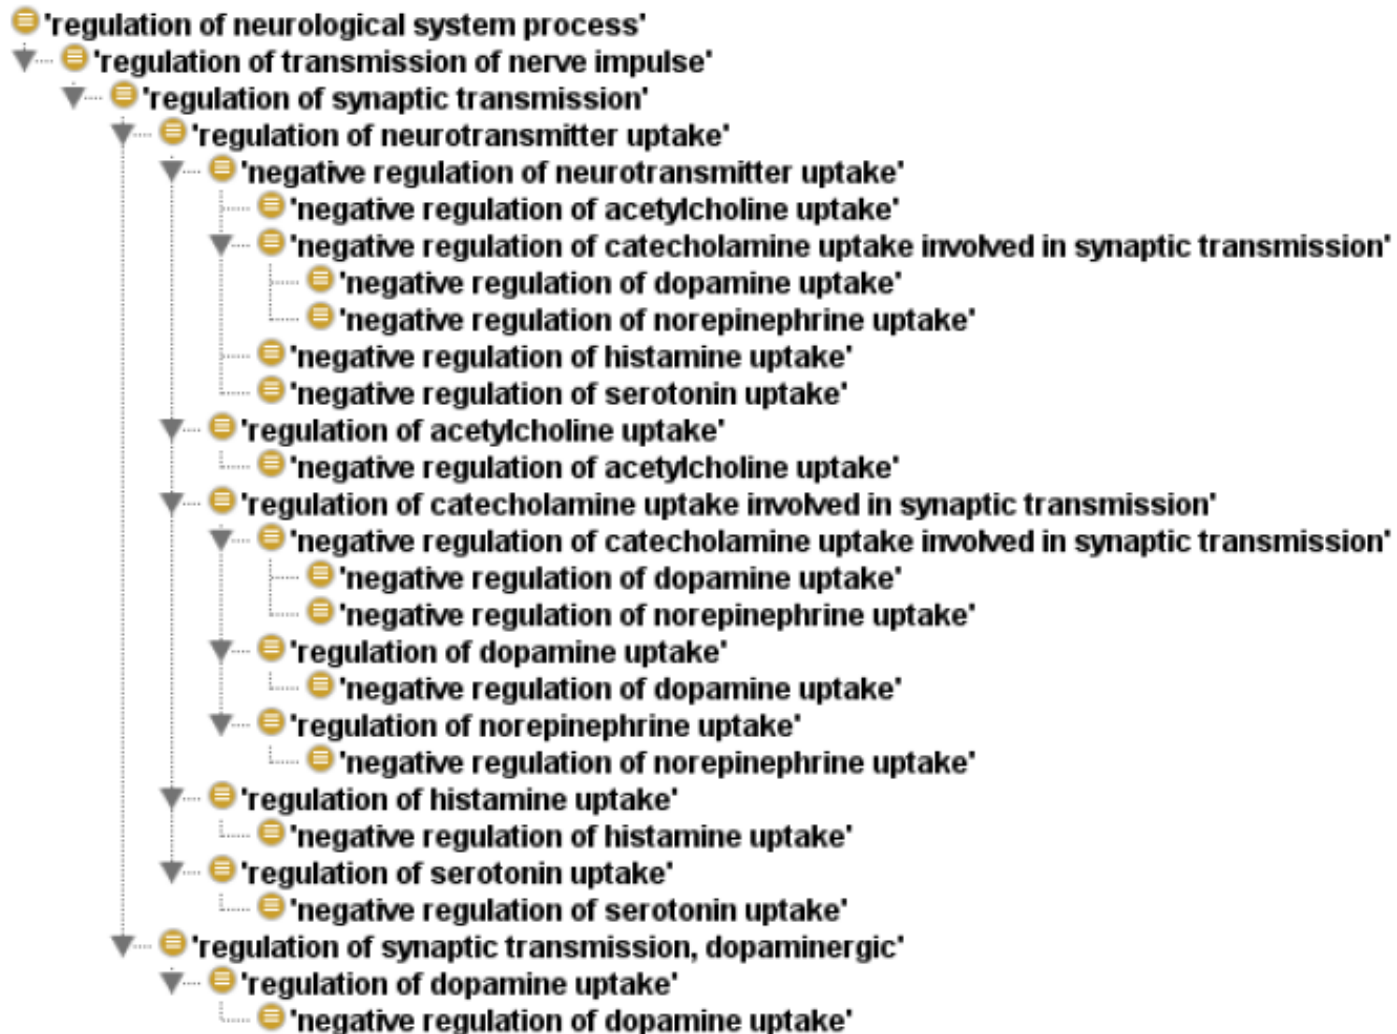 'regulation of neurological system process'
'regulation of transmission of nerve impulse'
'regulation of synaptic transmission'
'regulation of neurotransmitter uptake'
'negative regulation of neurotransmitter uptake'
'negative regulation of acetylcholine uptake'
'negative regulation of catecholamine uptake involved in synaptic transmission'
'negative regulation of dopamine uptake'
'negative regulation of norepinephrine uptake'
'negative regulation of histamine uptake'
'negative regulation of serotonin uptake'
'regulation of acetylcholine uptake'
'negative regulation of acetylcholine uptake'
'regulation of catecholamine uptake involved in synaptic transmission'
'negative regulation of catecholamine uptake involved in synaptic transmission'
'negative regulation of dopamine uptake'
'negative regulation of norepinephrine uptake'
'regulation of dopamine uptake'
'negative regulation of dopamine uptake'
'regulation of norepinephrine uptake'
'negative regulation of norepinephrine uptake'
'regulation of histamine uptake'
'negative regulation of histamine uptake'
'regulation of serotonin uptake'
'negative regulation of serotonin uptake'
'regulation of synaptic transmission, dopaminergic'
'regulation of dopamine uptake'
'negative regulation of dopamine uptake'